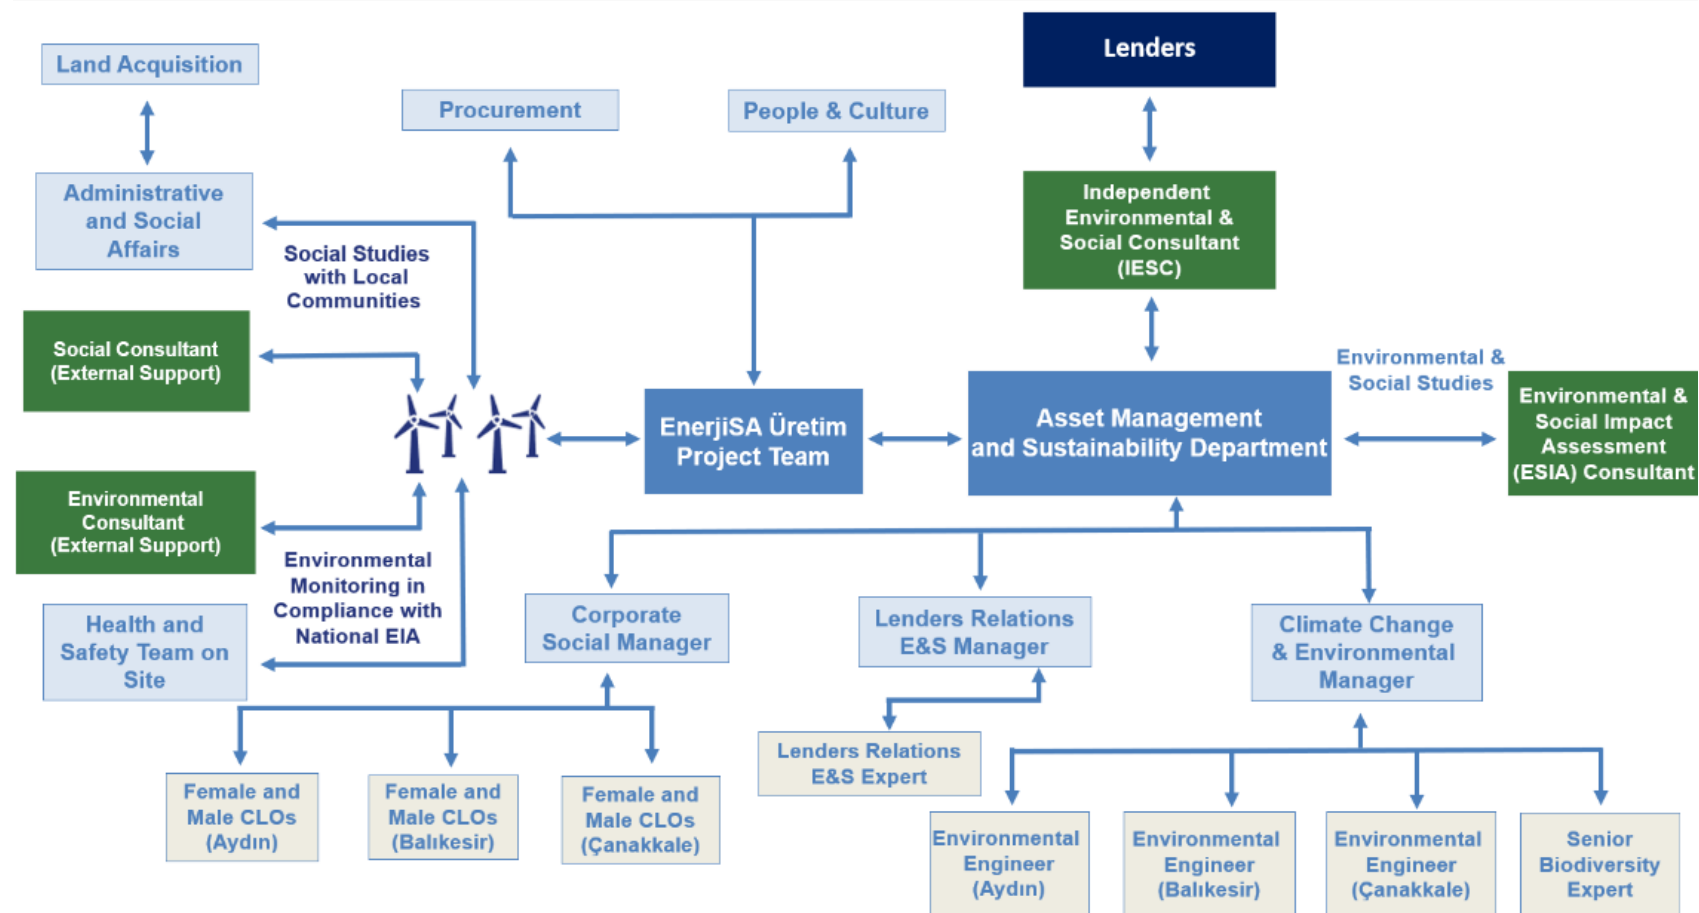 Lenders
Land Acquisition
Procurement
People & Culture
Administrative
and Social
Affairs
Independent
Environmental &
Social Consultant
(IESC)
Social Studies
with Local
Communities
Social Consultant
(External Support)
Environmental &
Social Studies
EnerjiSA Üretim
Project Team
Asset Management
and Sustainability Department
Environmental &
Social Impact
Assessment
(ESIA) Consultant
Environmental
Consultant
(External Support)
Environmental
Monitoring in
Compliance with
National EIA
Health and
Safety Team on
Site
Corporate
Social Manager
Lenders Relations
E&S Manager
Climate Change
& Environmental
Manager
Lenders Relations
E&S Expert
Female and
Male CLOs
(Aydın)
Female and
Male CLOs
(Balıkesir)
Female and
Male CLOs
(Çanakkale)
Environmental
Engineer
(Aydın)
Environmental
Engineer
(Balıkesir)
Environmental
Engineer
(Çanakkale)
Senior
Biodiversity
Expert